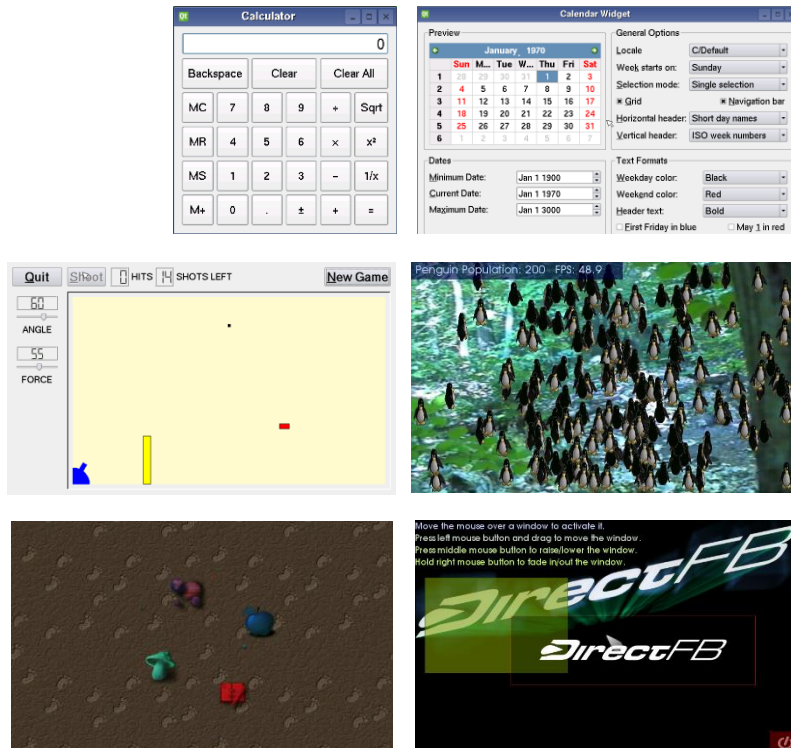 Qt Calculator
0
Backspace Clear Clear All
MC 7 8 9 ÷ Sqrt
MR 4 5 6 × x²
MS 1 2 3 - 1/x
M+ 0 . ± + =
Qt Calendar Widget
Preview
January, 1970
Sun M... Tue W... Thu Fri Sat
1 28 29 30 31 1 2 3
2 4 5 6 7 8 9 10
3 11 12 13 14 15 16 17
4 18 19 20 21 22 23 24
5 25 26 27 28 29 30 31
6 1 2 3 4 5 6 7
General Options
Locale C/Default
Week starts on: Sunday
Selection mode: Single selection
Grid Navigation bar
Horizontal header: Short day names
Vertical header: ISO week numbers
Dates
Minimum Date: Jan 1 1900
Current Date: Jan 1 1970
Maximum Date: Jan 1 3000
Text Formats
Weekday color: Black
Weekend color: Red
Header text: Bold
First Friday in blue May 1 in red
Quit Shoot 0 HITS 14 SHOTS LEFT New Game
60
ANGLE
55
FORCE
Penguin Population: 200 FPS: 48.9
Move the mouse over a window to activate it.
Press left mouse button and drag to move the window.
Press middle mouse button to raise/lower the window.
Hold right mouse button to fade in/out the window.
DirectFB
DirectFB